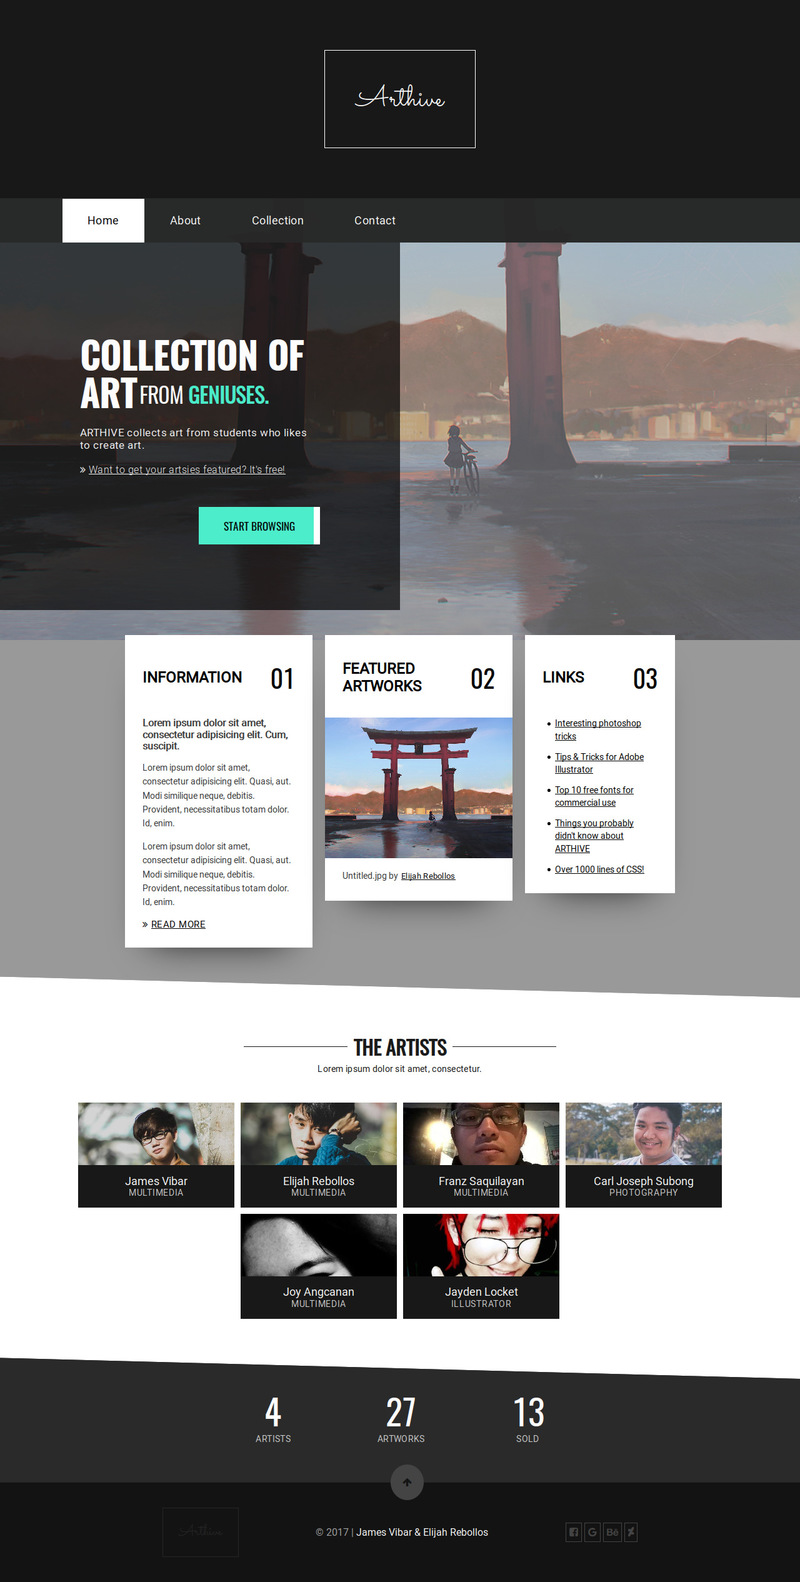 Arthive
Home
About
Collection
Contact
COLLECTION OF
ART FROM GENIUSES.
ARTHIVE collects art from students who likes
to create art.
» Want to get your artsies featured? It's free!
START BROWSING
INFORMATION
01
Lorem ipsum dolor sit amet,
consectetur adipisicing elit. Cum,
suscipit.
Lorem ipsum dolor sit amet,
consectetur adipisicing elit. Quasi, aut.
Modi similique neque, debitis.
Provident, necessitatibus totam dolor.
Id, enim.
Lorem ipsum dolor sit amet,
consectetur adipisicing elit. Quasi, aut.
Modi similique neque, debitis.
Provident, necessitatibus totam dolor.
Id, enim.
» READ MORE
FEATURED
ARTWORKS
02
Untitled.jpg by Elijah Rebollos
LINKS
03
• Interesting photoshop
tricks
• Tips & Tricks for Adobe
Illustrator
• Top 10 free fonts for
commercial use
• Things you probably
didn't know about
ARTHIVE
• Over 1000 lines of CSS!
THE ARTISTS
Lorem ipsum dolor sit amet, consectetur.
James Vibar
MULTIMEDIA
Elijah Rebollos
MULTIMEDIA
Franz Saquilayan
MULTIMEDIA
Carl Joseph Subong
PHOTOGRAPHY
Joy Angcanan
MULTIMEDIA
Jayden Locket
ILLUSTRATOR
4
ARTISTS
27
ARTWORKS
13
SOLD
Arthive
© 2017 | James Vibar & Elijah Rebollos
G
Bē